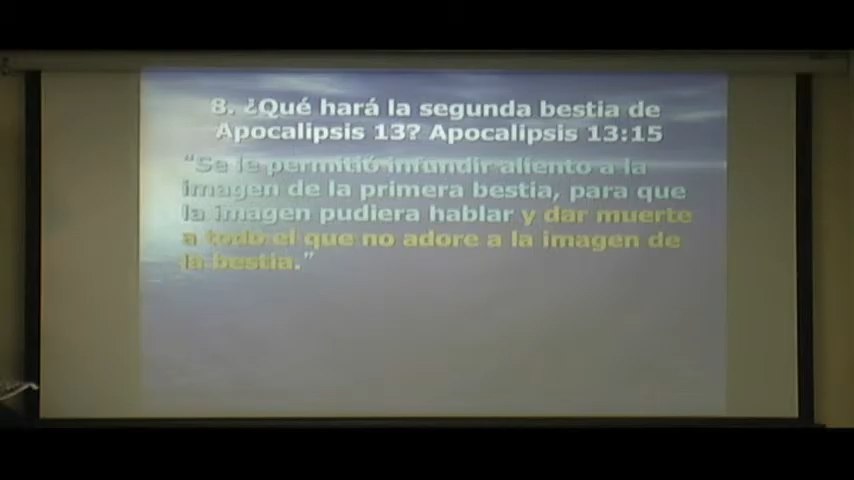 8. ¿Qué hará la segunda bestia de
Apocalipsis 13? Apocalipsis 13:15
“Se le permitió infundir aliento a la
imagen de la primera bestia, para que
la imagen pudiera hablar y dar muerte
a todo el que no adore a la imagen de
la bestia.”